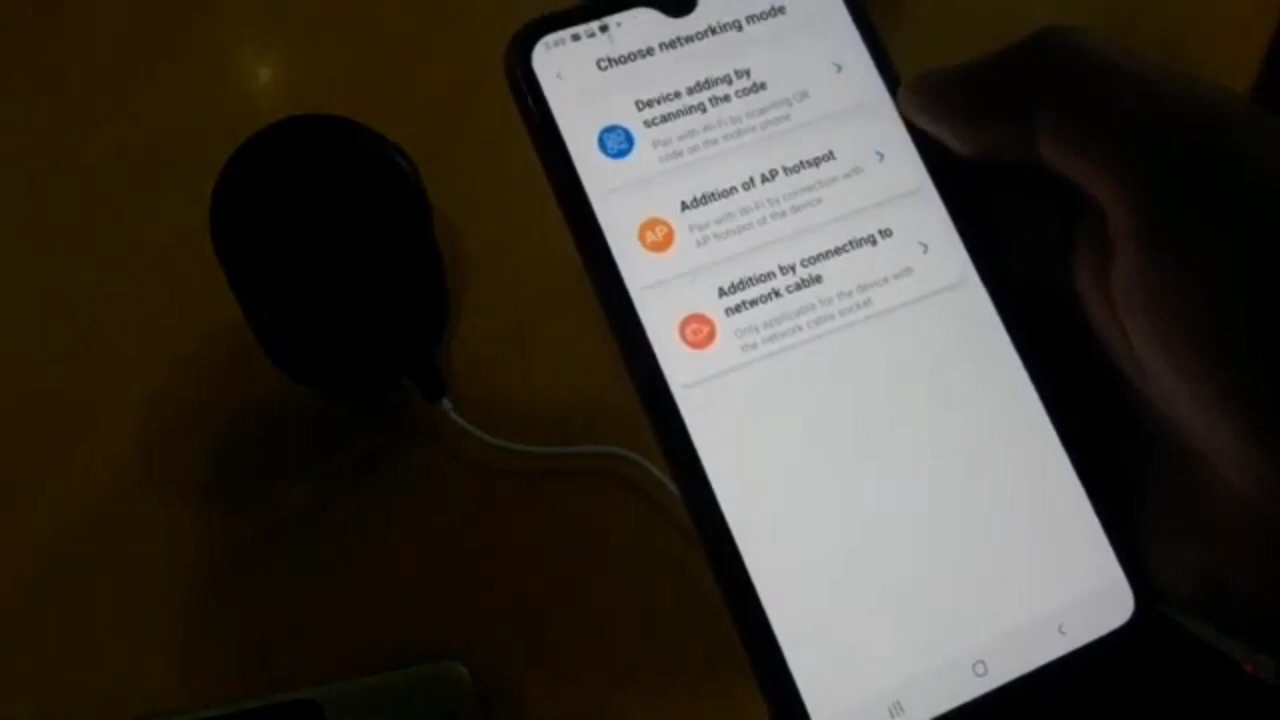 3:49
Choose networking mode
Device adding by
scanning the code
Pair with Wi-Fi by scanning QR
code on the mobile phone
Addition of AP hotspot
AP
Pair with Wi-Fi by connection with
AP hotspot of the device
Addition by connecting to
network cable
Only applicable for the device with
the network cable socket